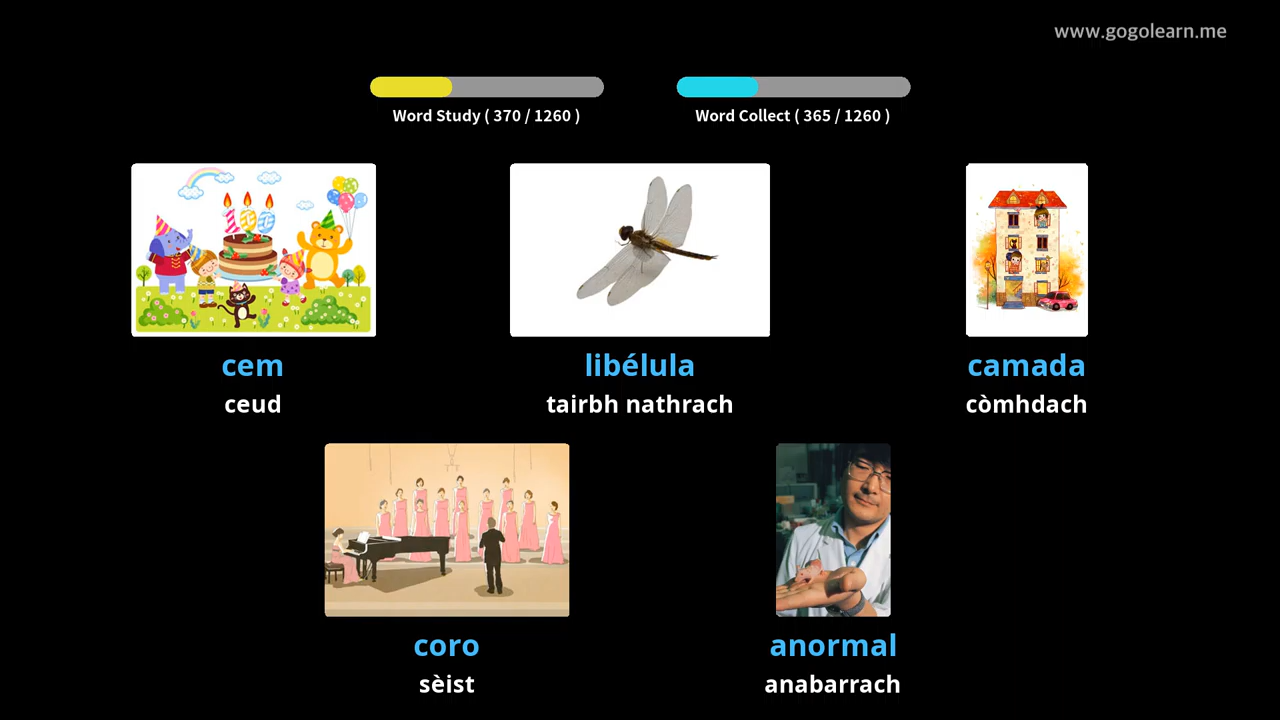 www.gogolearn.me
Word Study ( 370 / 1260 )
Word Collect ( 365 / 1260 )
100
cem
ceud
libélula
tairbh nathrach
camada
còmhdach
coro
sèist
anormal
anabarrach